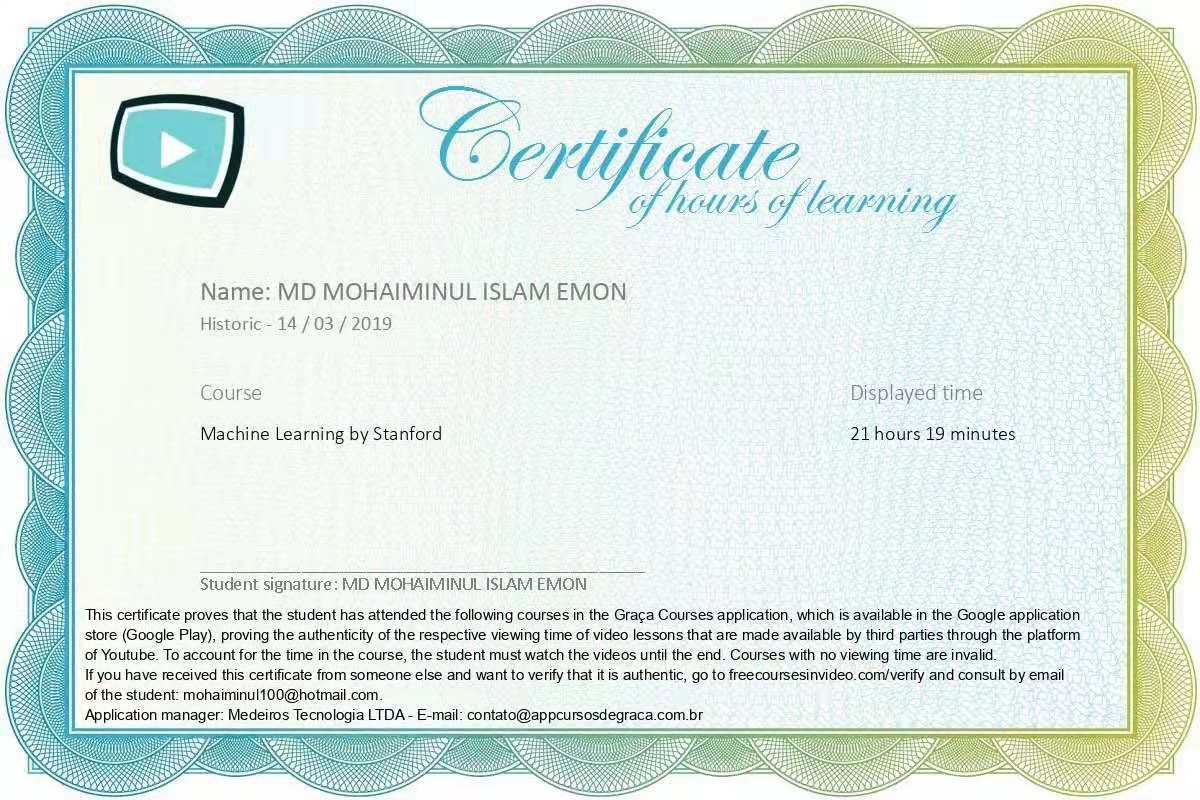 Certificate
of hours of learning
Name: MD MOHAIMINUL ISLAM EMON
Historic - 14 / 03 / 2019
Course Displayed time
Machine Learning by Stanford 21 hours 19 minutes
Student signature: MD MOHAIMINUL ISLAM EMON
This certificate proves that the student has attended the following courses in the Graça Courses application, which is available in the Google application
store (Google Play), proving the authenticity of the respective viewing time of video lessons that are made available by third parties through the platform
of Youtube. To account for the time in the course, the student must watch the videos until the end. Courses with no viewing time are invalid.
If you have received this certificate from someone else and want to verify that it is authentic, go to freecoursesinvideo.com/verify and consult by email
of the student: mohaiminul100@hotmail.com.
Application manager: Medeiros Tecnologia LTDA - E-mail: contato@appcursosdegraca.com.br